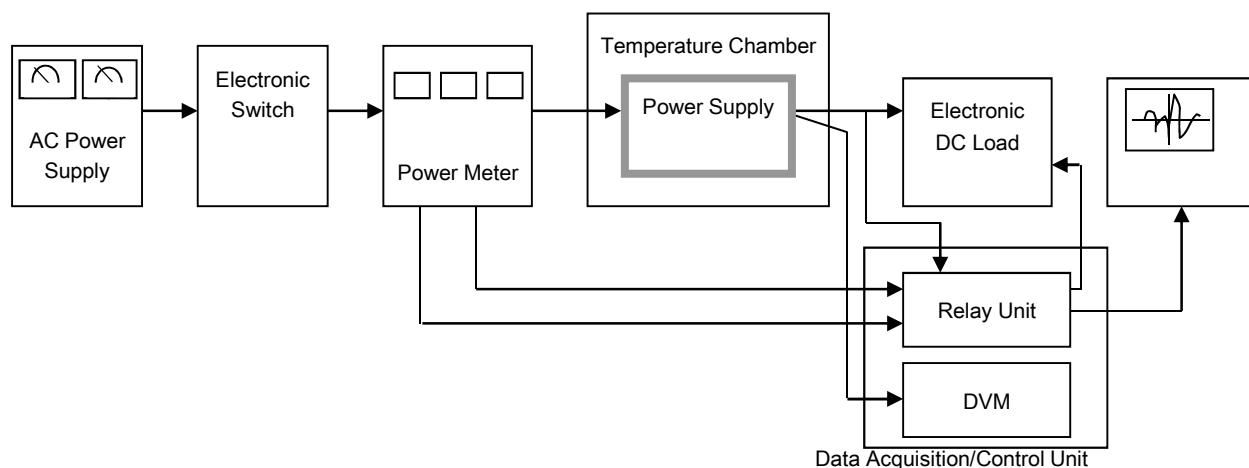 Temperature Chamber
Electronic
Switch
Power Supply
Electronic
DC Load
AC Power
Supply
Power Meter
Relay Unit
DVM
Data Acquisition/Control Unit